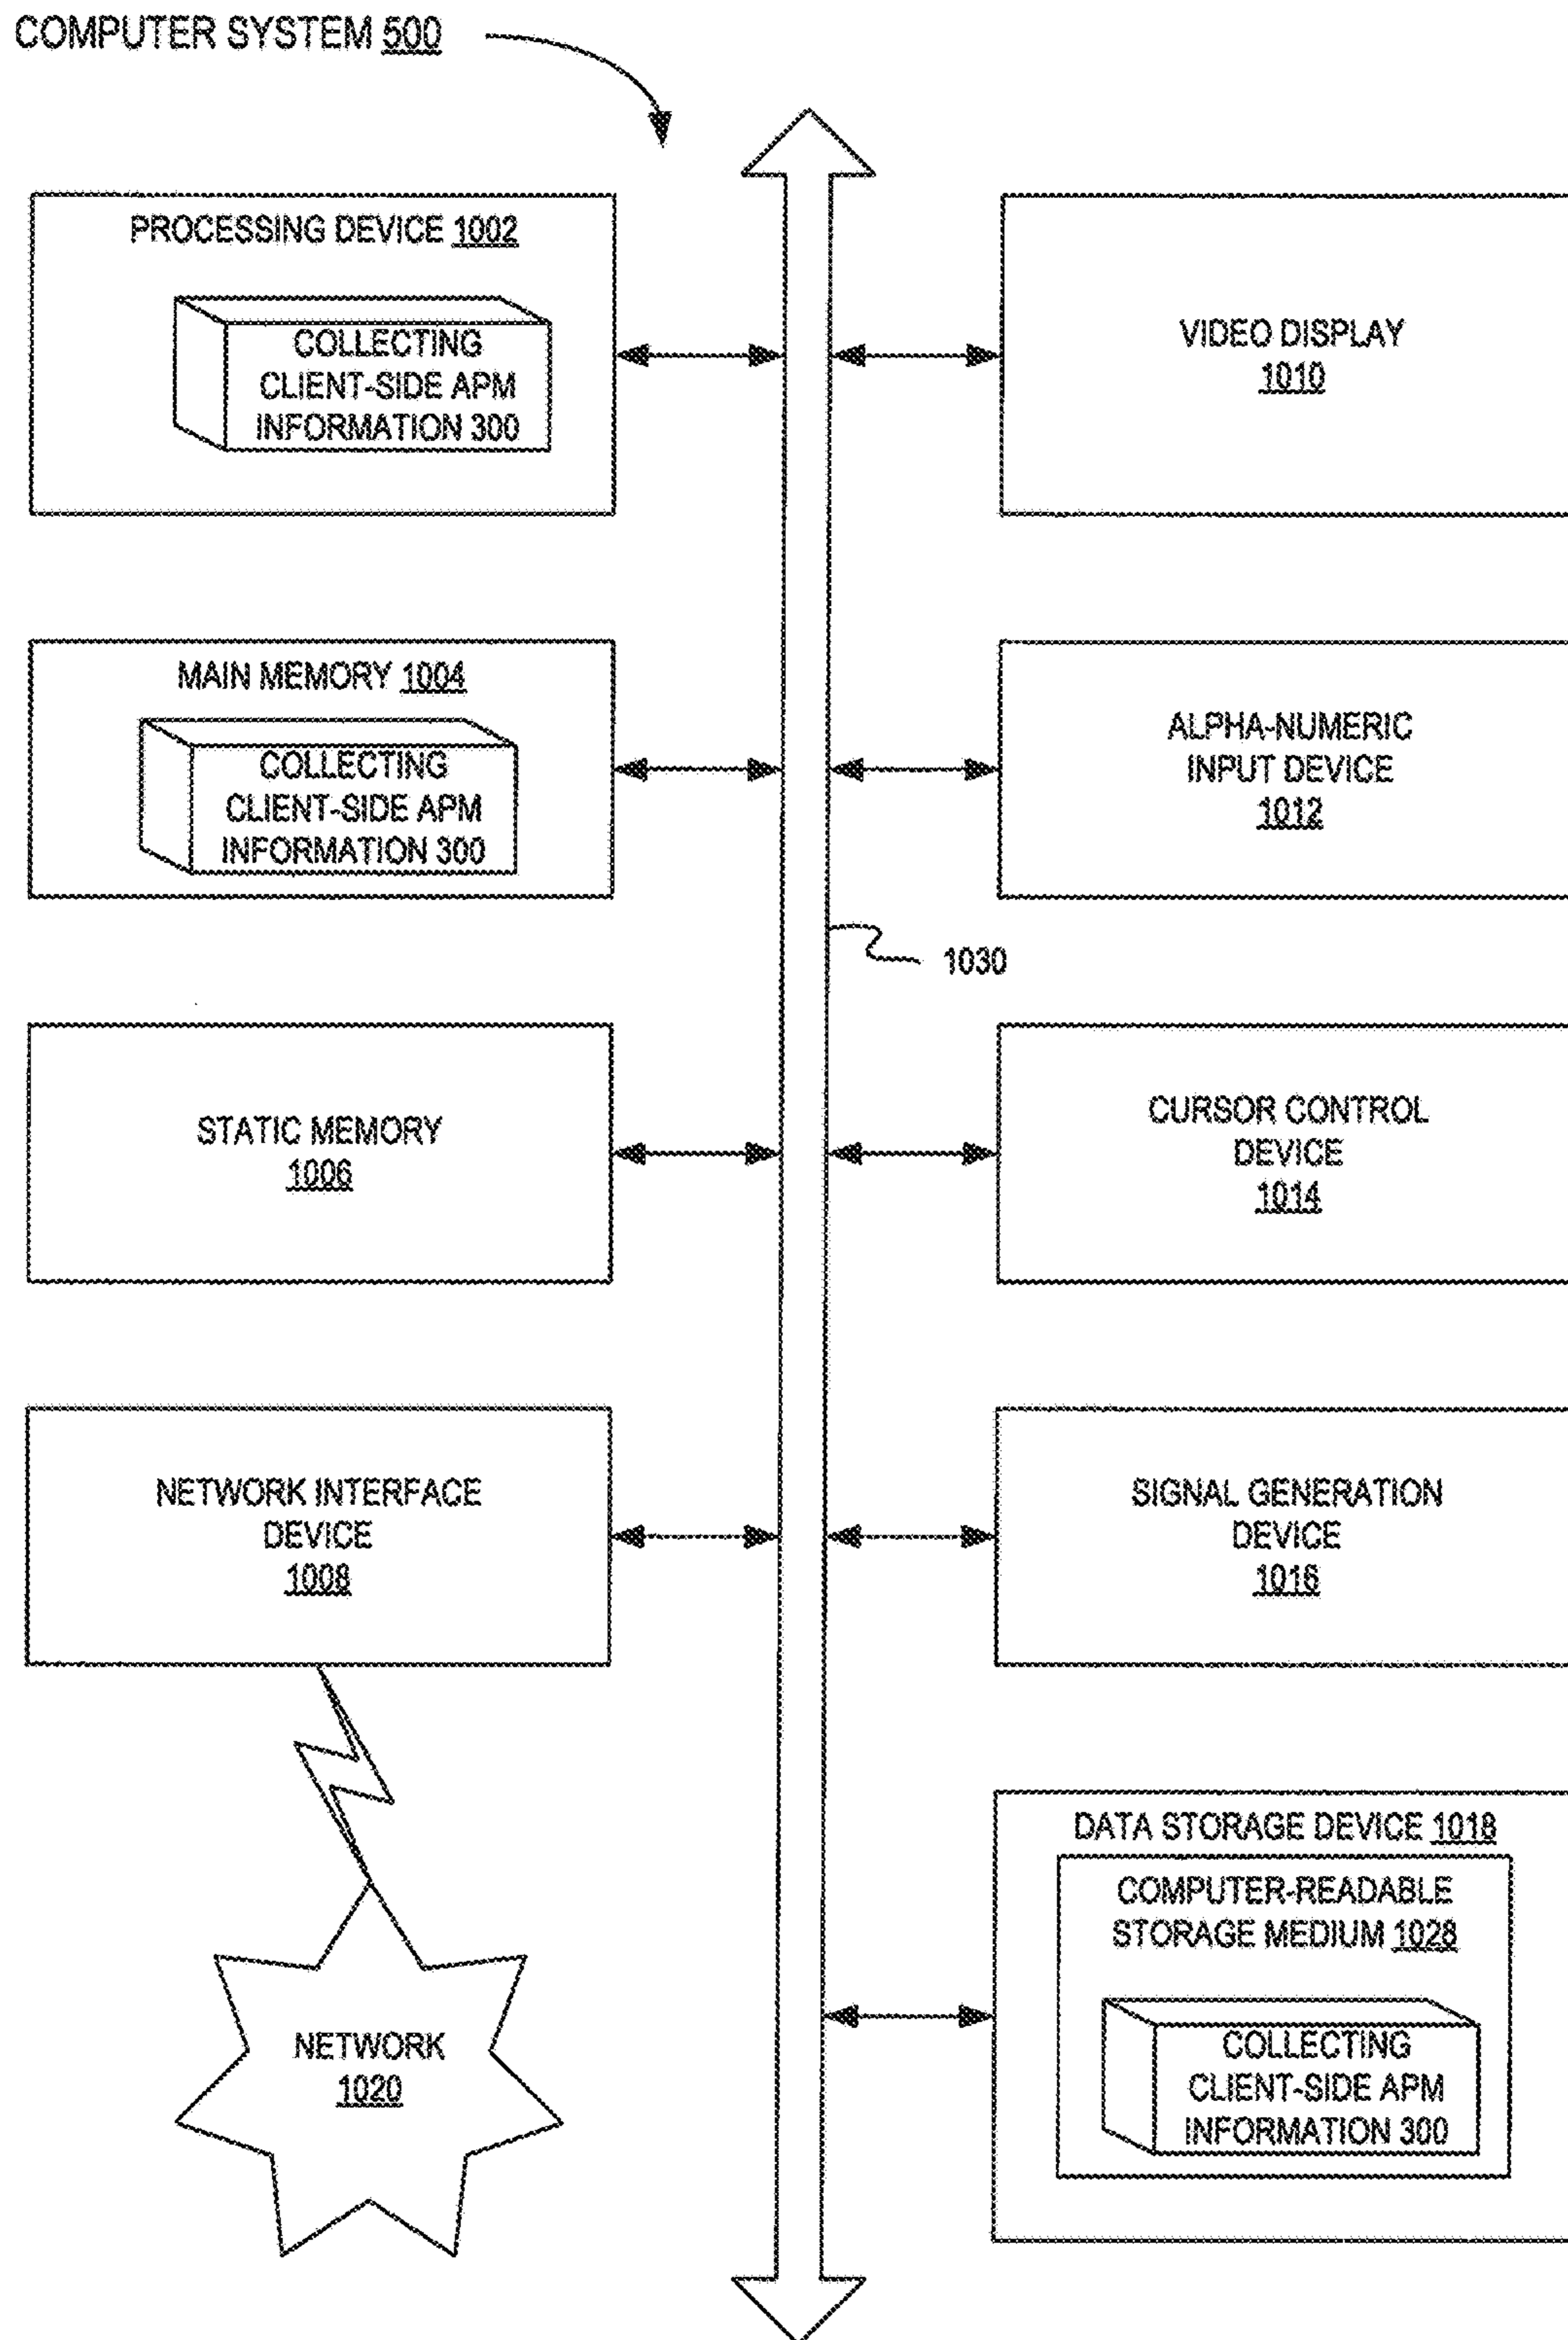 COMPUTER SYSTEM 500
PROCESSING DEVICE 1002
COLLECTING
CLIENT-SIDE APM
INFORMATION 300
VIDEO DISPLAY
1010
MAIN MEMORY 1004
COLLECTING
CLIENT-SIDE APM
INFORMATION 300
ALPHA-NUMERIC
INPUT DEVICE
1012
1030
STATIC MEMORY
1006
CURSOR CONTROL
DEVICE
1014
NETWORK INTERFACE
DEVICE
1008
SIGNAL GENERATION
DEVICE
1016
DATA STORAGE DEVICE 1018
COMPUTER-READABLE
STORAGE MEDIUM 1028
COLLECTING
CLIENT-SIDE APM
INFORMATION 300
NETWORK
1020